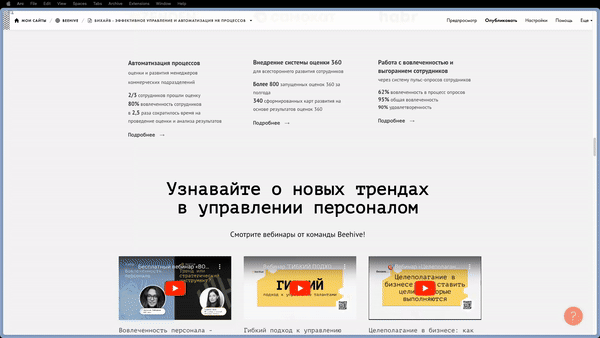 Arc File Edit View Spaces Tabs Archive Extensions Window Help
МОИ САЙТЫ / BEEHIVE / БИХАЙВ - ЭФФЕКТИВНОЕ УПРАВЛЕНИЕ И АВТОМАТИЗАЦИЯ HR ПРОЦЕССОВ
Предпросмотр Опубликовать Настройки Помощь Еще
Автоматизация процессов
оценки и развития менеджеров
коммерческих подразделений
2/3 сотрудников прошли оценку
80% вовлеченность сотрудников
в 2,5 раза сократилось время на
проведение оценки и анализа результатов
Подробнее →
Внедрение системы оценки 360
для всестороннего развития сотрудников
Более 800 запущенных оценок 360 за
полгода
340 сформированных карт развития на
основе результатов оценок 360
Подробнее →
Работа с вовлеченностью и
выгоранием сотрудников
через систему пульс-опросов сотрудников
62% вовлеченность в процесс опросов
93% общая вовлеченность
90% удовлетворенность
Подробнее →
Узнавайте о новых трендах
в управлении персоналом
Смотрите вебинары от команды Beehive!
Бесплатный вебинар «ВО...
Вебинар "ГИБКИЙ ПОДХ...
ГИБКИЙ
подход к управлению талантами
Вебинар «Целеполаган...
Целеполагание в
бизнесе:
ставить
цели
которые
выполняются
Вовлеченность персонала -
Гибкий подход к управлению
Целеполагание в бизнесе: как
?